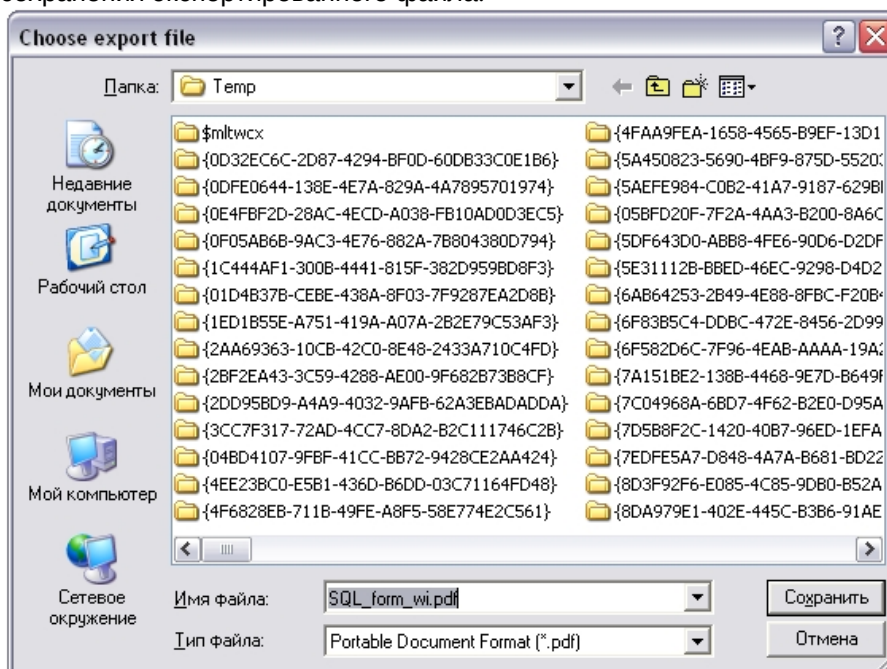 сохранения экспортированного файла.
Choose export file
Папка:
Temp
Недавние
документы
Рабочий стол
Мои документы
Мой компьютер
Сетевое
окружение
$mltwcx
{0D32EC6C-2D87-4294-BF0D-60DB33C0E1B6}
{0DFE0644-138E-4E7A-829A-4A7895701974}
{0E4FBF2D-28AC-4ECD-A038-FB10AD0D3EC5}
{0F05AB6B-9AC3-4E76-882A-7B804380D794}
{1C444AF1-300B-4441-815F-382D959BD8F3}
{01D4B37B-CEBE-438A-8F03-7F9287EA2D8B}
{1ED1B55E-A751-419A-A07A-2B2E79C53AF3}
{2AA69363-10CB-42C0-8E48-2433A710C4FD}
{2BF2EA43-3C59-4288-AE00-9F682B73B8CF}
{2DD95BD9-A4A9-4032-9AFB-62A3EBADADDA}
{3CC7F317-72AD-4CC7-8DA2-B2C111746C2B}
{04BD4107-9FBF-41CC-BB72-9428CE2AA424}
{4EE23BC0-E5B1-436D-B6DD-03C71164FD48}
{4F6828EB-711B-49FE-A8F5-58E774E2C561}
{4FAA9FEA-1658-4565-B9EF-13D1
{5A450823-5690-4BF9-875D-5520
{5AEFE984-C0B2-41A7-9187-629B
{05BFD20F-7F2A-4AA3-B200-8A6C
{5DF643D0-ABB8-4FE6-90D6-D2DF
{5E31112B-BBED-46EC-9298-D4D2
{6AB64253-2B49-4E88-8FBC-F20B
{6F83B5C4-DDBC-472E-8456-2D99
{6F582D6C-7F96-4EAB-AAAA-19A
{7A151BE2-138B-4468-9E7D-B649
{7C04968A-6BD7-4F62-B2E0-D95A
{7D5B8F2C-1420-40B7-96ED-1EFA
{7EDFE5A7-D848-4A7A-B681-BD22
{8D3F92F6-E085-4C85-9DB0-B52A
{8DA979E1-402E-445C-B3B6-91AE
Имя файла:
SQL_form_wi.pdf
Сохранить
Тип файла:
Portable Document Format (*.pdf)
Отмена